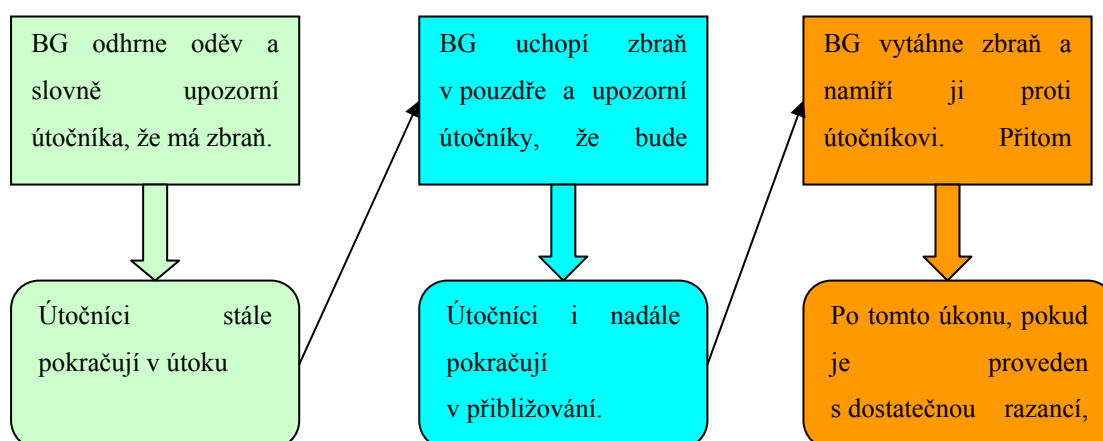 BG odhrne oděv a
slovně upozorní
útočníka, že má zbraň.
Útočníci stále
pokračují v útoku
BG uchopí zbraň
v pouzdře a upozorní
útočníky, že bude
Útočníci i nadále
pokračují
v přibližování.
BG vytáhne zbraň a
namíří ji proti
útočníkovi. Přitom
Po tomto úkonu, pokud
je proveden
s dostatečnou razancí,